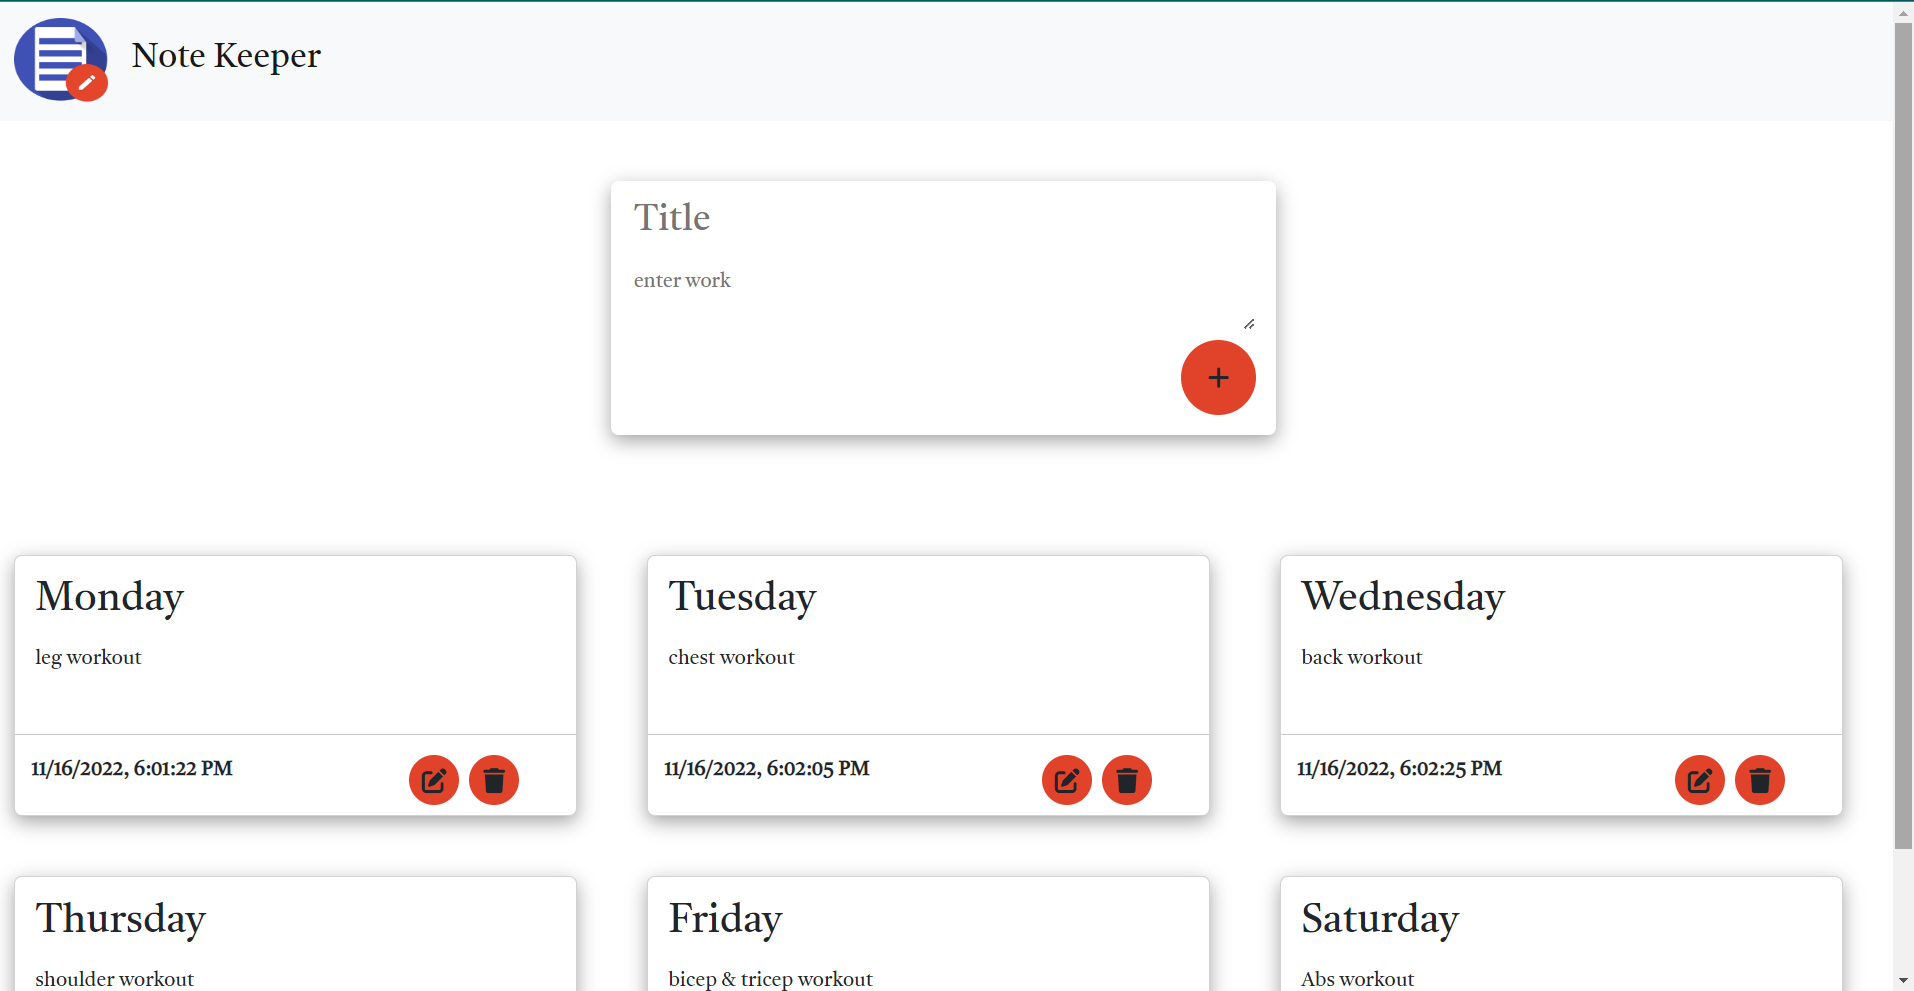 Note Keeper
Title
enter work
Monday
leg workout
11/16/2022, 6:01:22 PM
Tuesday
chest workout
11/16/2022, 6:02:05 PM
Wednesday
back workout
11/16/2022, 6:02:25 PM
Thursday
shoulder workout
Friday
bicep & tricep workout
Saturday
Abs workout